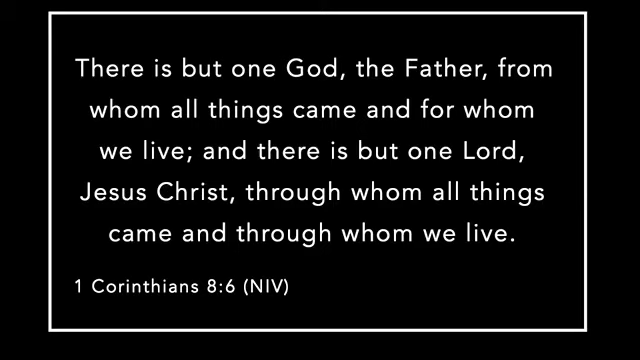 There is but one God, the Father, from
whom all things came and for whom
we live; and there is but one Lord,
Jesus Christ, through whom all things
came and through whom we live.
1 Corinthians 8:6 (NIV)